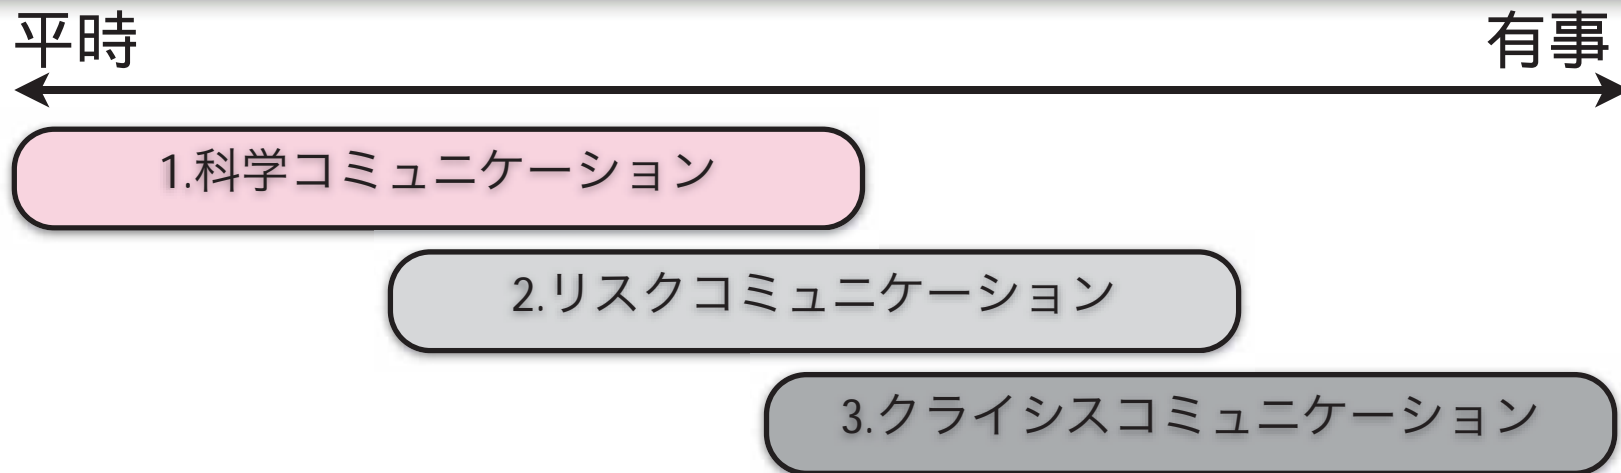 平時 有事
1.科学コミュニケーション
2.リスクコミュニケーション
3.クライシスコミュニケーション